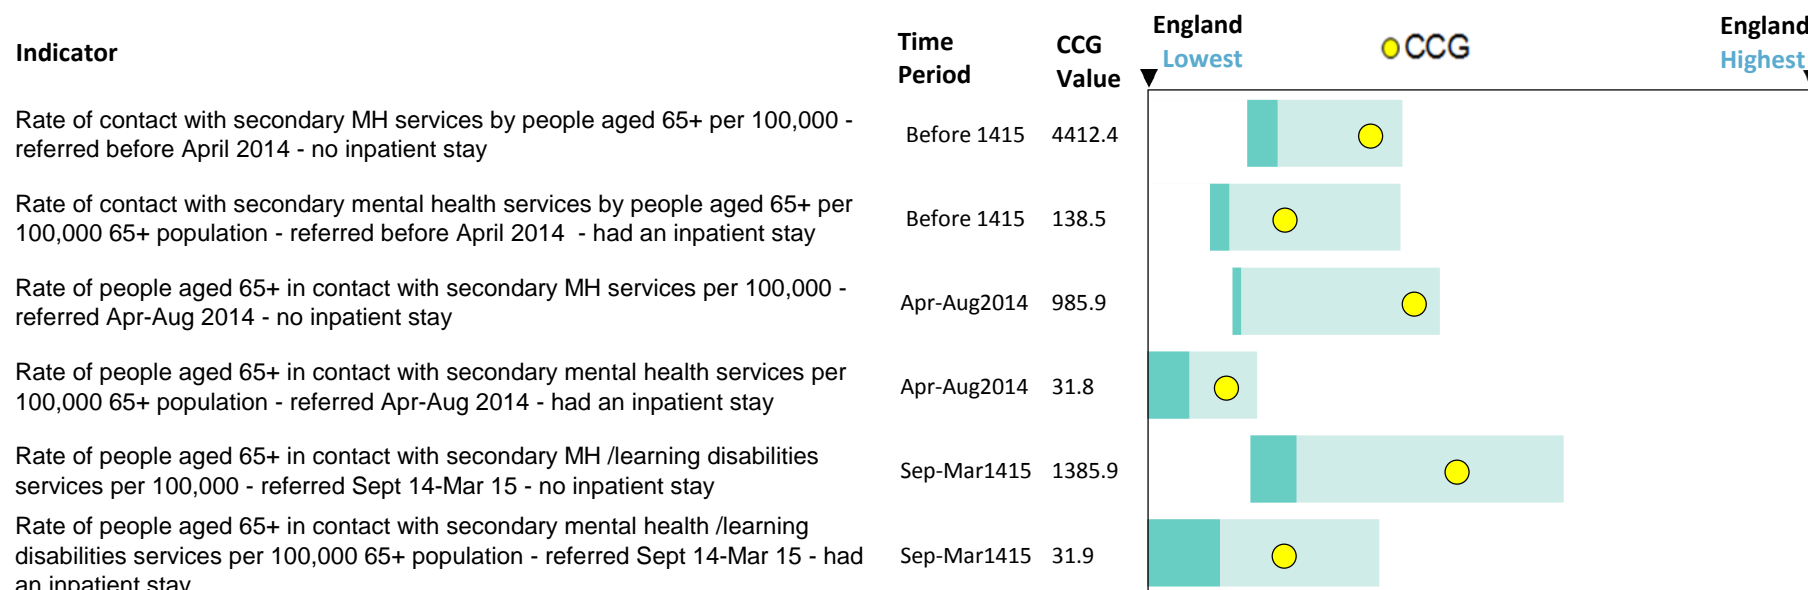 Indicator
Time Period
CCG Value
England Lowest
CCG
England Highest
Rate of contact with secondary MH services by people aged 65+ per 100,000 -
referred before April 2014 - no inpatient stay
Before 1415 4412.4
Rate of contact with secondary mental health services by people aged 65+ per
100,000 65+ population - referred before April 2014 - had an inpatient stay
Before 1415 138.5
Rate of people aged 65+ in contact with secondary MH services per 100,000 -
referred Apr-Aug 2014 - no inpatient stay
Apr-Aug2014 985.9
Rate of people aged 65+ in contact with secondary mental health services per
100,000 65+ population - referred Apr-Aug 2014 - had an inpatient stay
Apr-Aug2014 31.8
Rate of people aged 65+ in contact with secondary MH /learning disabilities
services per 100,000 - referred Sept 14-Mar 15 - no inpatient stay
Sep-Mar1415 1385.9
Rate of people aged 65+ in contact with secondary mental health /learning
disabilities services per 100,000 65+ population - referred Sept 14-Mar 15 - had
an inpatient stay
Sep-Mar1415 31.9